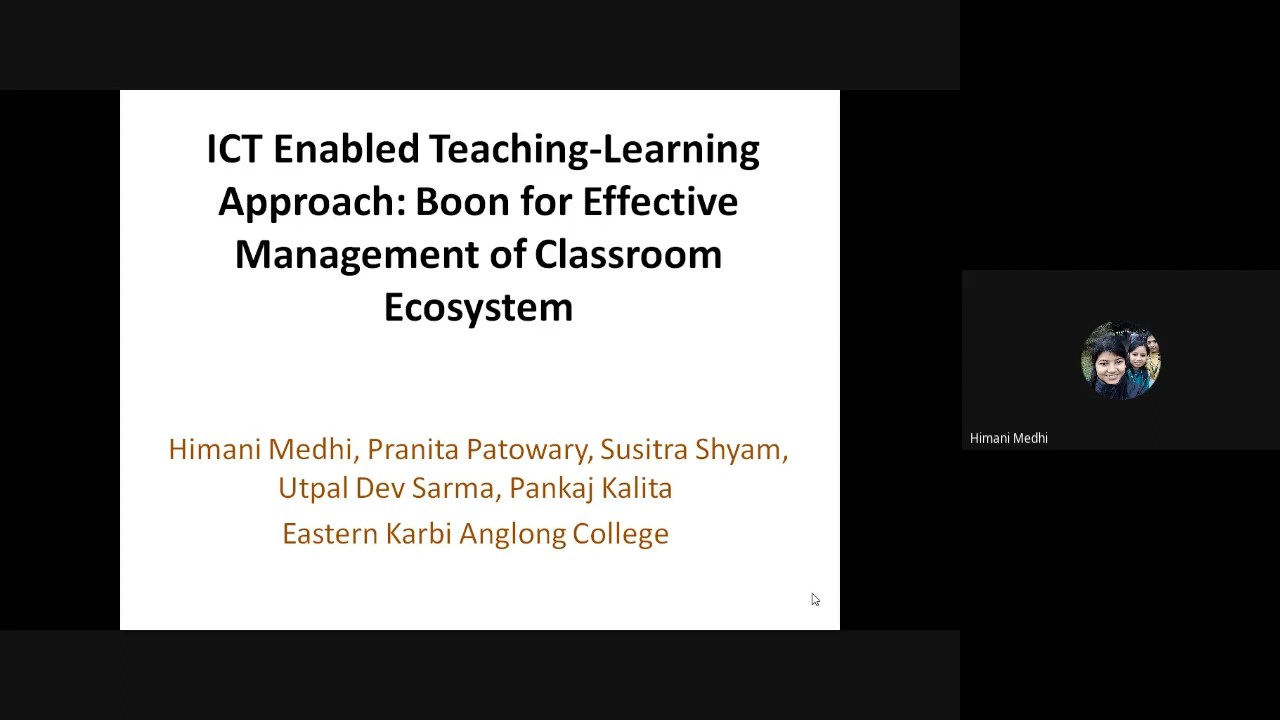 ICT Enabled Teaching-Learning
Approach: Boon for Effective
Management of Classroom
Ecosystem
Himani Medhi, Pranita Patowary, Susitra Shyam,
Utpal Dev Sarma, Pankaj Kalita
Eastern Karbi Anglong College
Himani Medhi